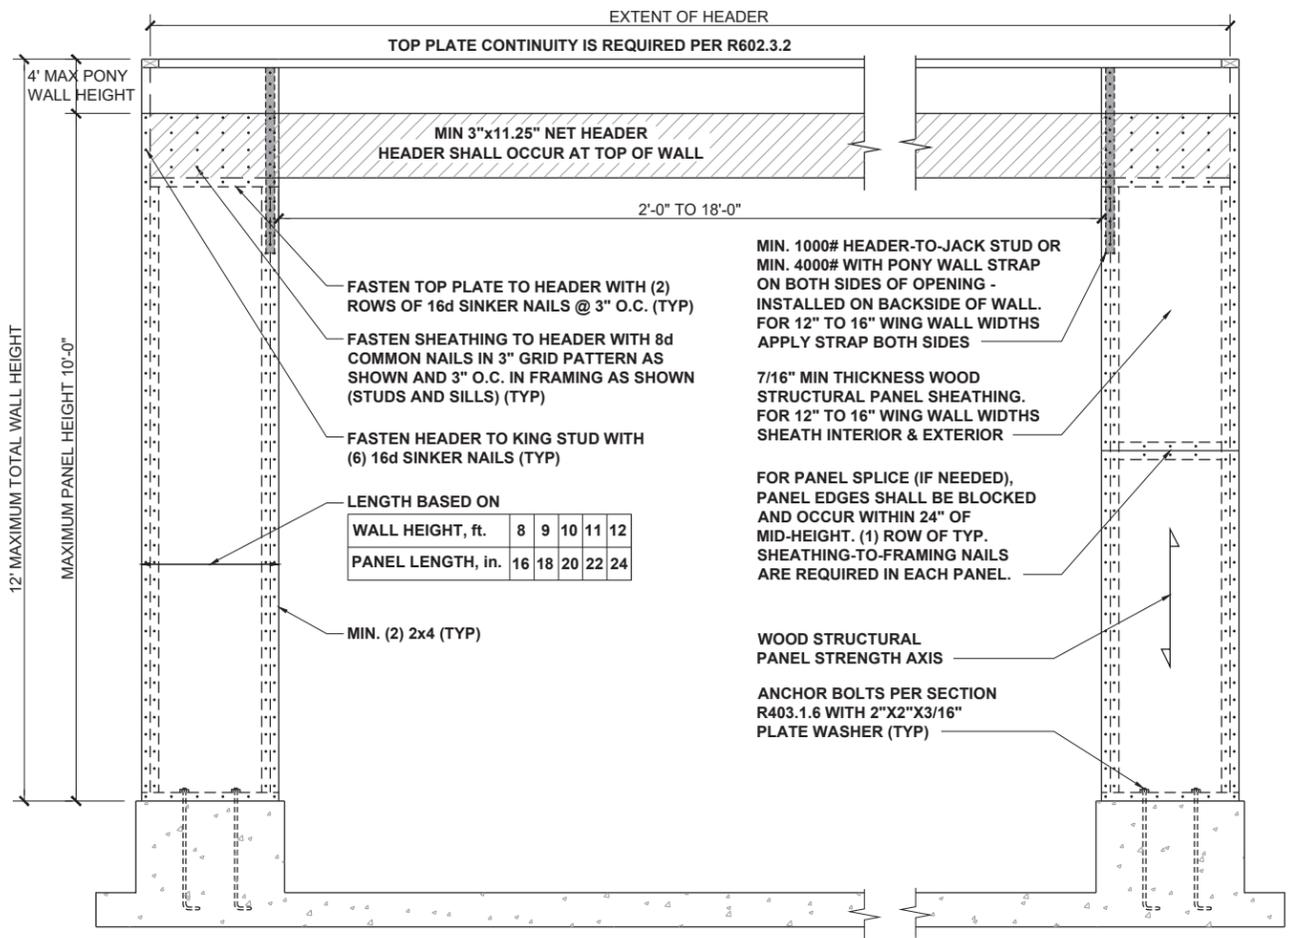 EXTENT OF HEADER
TOP PLATE CONTINUITY IS REQUIRED PER R602.3.2
4' MAX PONY
WALL HEIGHT
MIN 3"x11.25" NET HEADER
HEADER SHALL OCCUR AT TOP OF WALL
2'-0" TO 18'-0"
12' MAXIMUM TOTAL WALL HEIGHT
MAXIMUM PANEL HEIGHT 10'-0"
FASTEN TOP PLATE TO HEADER WITH (2)
ROWS OF 16d SINKER NAILS @ 3" O.C. (TYP)
FASTEN SHEATHING TO HEADER WITH 8d
COMMON NAILS IN 3" GRID PATTERN AS
SHOWN AND 3" O.C. IN FRAMING AS SHOWN
(STUDS AND SILLS) (TYP)
FASTEN HEADER TO KING STUD WITH
(6) 16d SINKER NAILS (TYP)
LENGTH BASED ON
WALL HEIGHT, ft. 8 9 10 11 12
PANEL LENGTH, in. 16 18 20 22 24
MIN. (2) 2x4 (TYP)
MIN. 1000# HEADER-TO-JACK STUD OR
MIN. 4000# WITH PONY WALL STRAP
ON BOTH SIDES OF OPENING -
INSTALLED ON BACKSIDE OF WALL.
FOR 12" TO 16" WING WALL WIDTHS
APPLY STRAP BOTH SIDES
7/16" MIN THICKNESS WOOD
STRUCTURAL PANEL SHEATHING.
FOR 12" TO 16" WING WALL WIDTHS
SHEATH INTERIOR & EXTERIOR
FOR PANEL SPLICE (IF NEEDED),
PANEL EDGES SHALL BE BLOCKED
AND OCCUR WITHIN 24" OF
MID-HEIGHT. (1) ROW OF TYP.
SHEATHING-TO-FRAMING NAILS
ARE REQUIRED IN EACH PANEL.
WOOD STRUCTURAL
PANEL STRENGTH AXIS
ANCHOR BOLTS PER SECTION
R403.1.6 WITH 2"X2"X3/16"
PLATE WASHER (TYP)